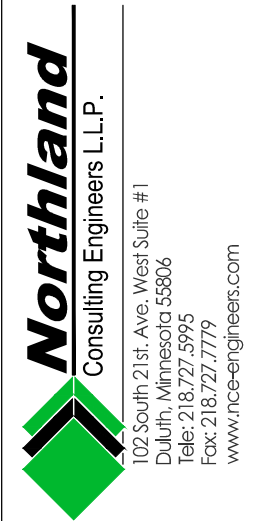 Northland
Consulting Engineers L.L.P.
102 South 21st. Ave. West Suite #1
Duluth, Minnesota 55806
Tele: 218.727.5995
Fax: 218.727.7779
www.nce-engineers.com